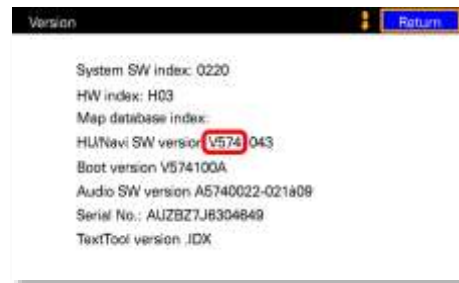 Version
Return
System SW index: 0220
HW index: H03
Map database index:
HU/Navi SW version V574 043
Boot version V574100A
Audio SW version A5740022-021a09
Serial No.: AUZBZ7J6304649
TextTool version .IDX